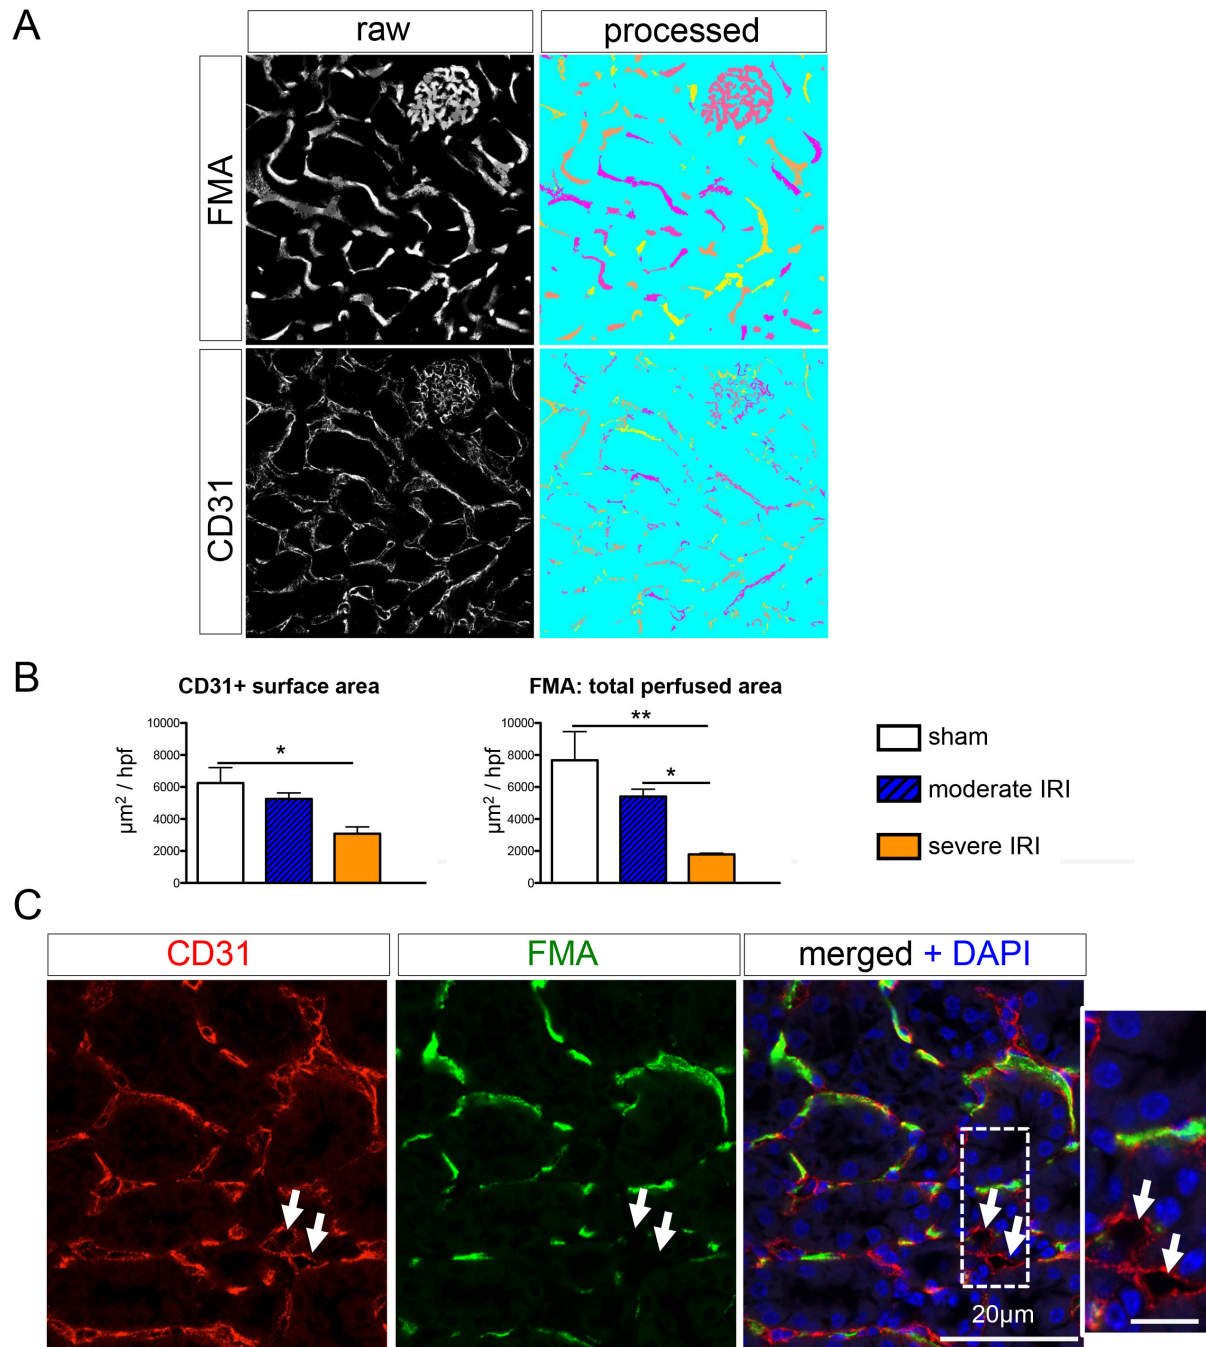 A
raw
processed
FMA
CD31
B
CD31+ surface area
FMA: total perfused area
µm² / hpf
10000
8000
6000
4000
2000
0
*
µm² / hpf
10000
8000
6000
4000
2000
0
**
*
sham
moderate IRI
severe IRI
C
CD31
FMA
merged + DAPI
20µm